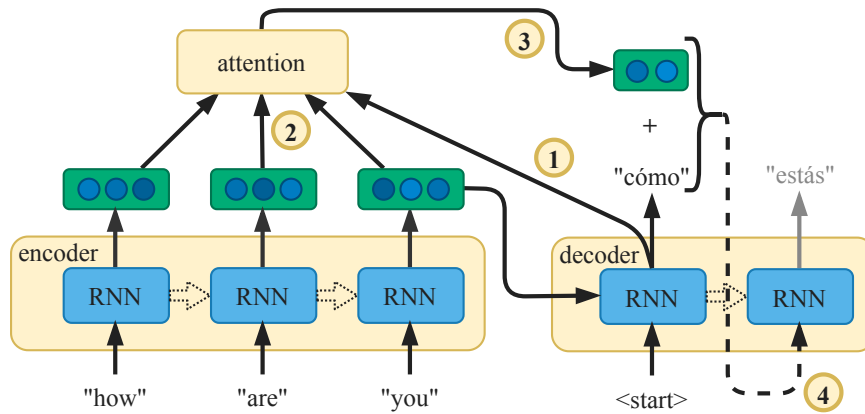 3
attention
2
1
+
"cómo"
"estás"
encoder
decoder
RNN
RNN
RNN
RNN
RNN
"how"
"are"
"you"
<start>
4